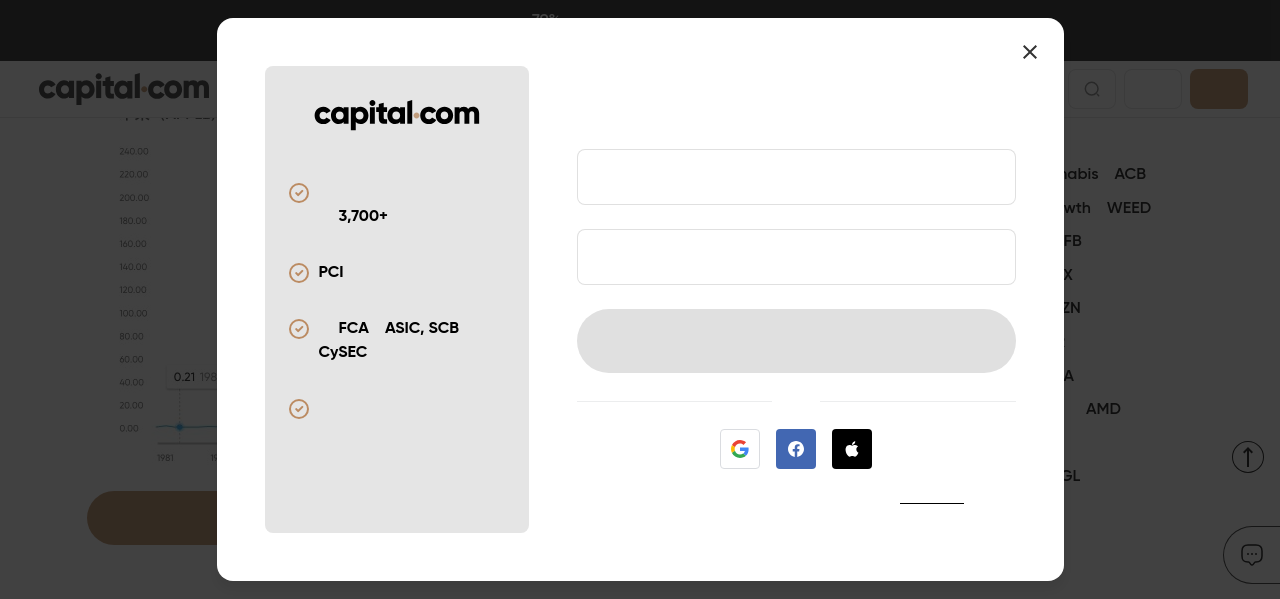 79%
capital.com
240.00
220.00
200.00
180.00
160.00
140.00
120.00
100.00
80.00
60.00
40.00
20.00
0.00
0.21
1981
capital.com
3,700+
PCI
FCA ASIC, SCB
CySEC
nabis ACB
wth WEED
FB
X
ZN
A
AMD
GL